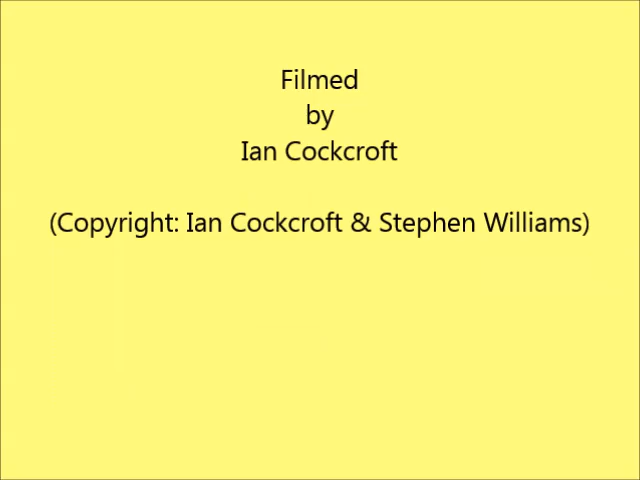 Filmed
by
Ian Cockcroft
(Copyright: Ian Cockcroft & Stephen Williams)